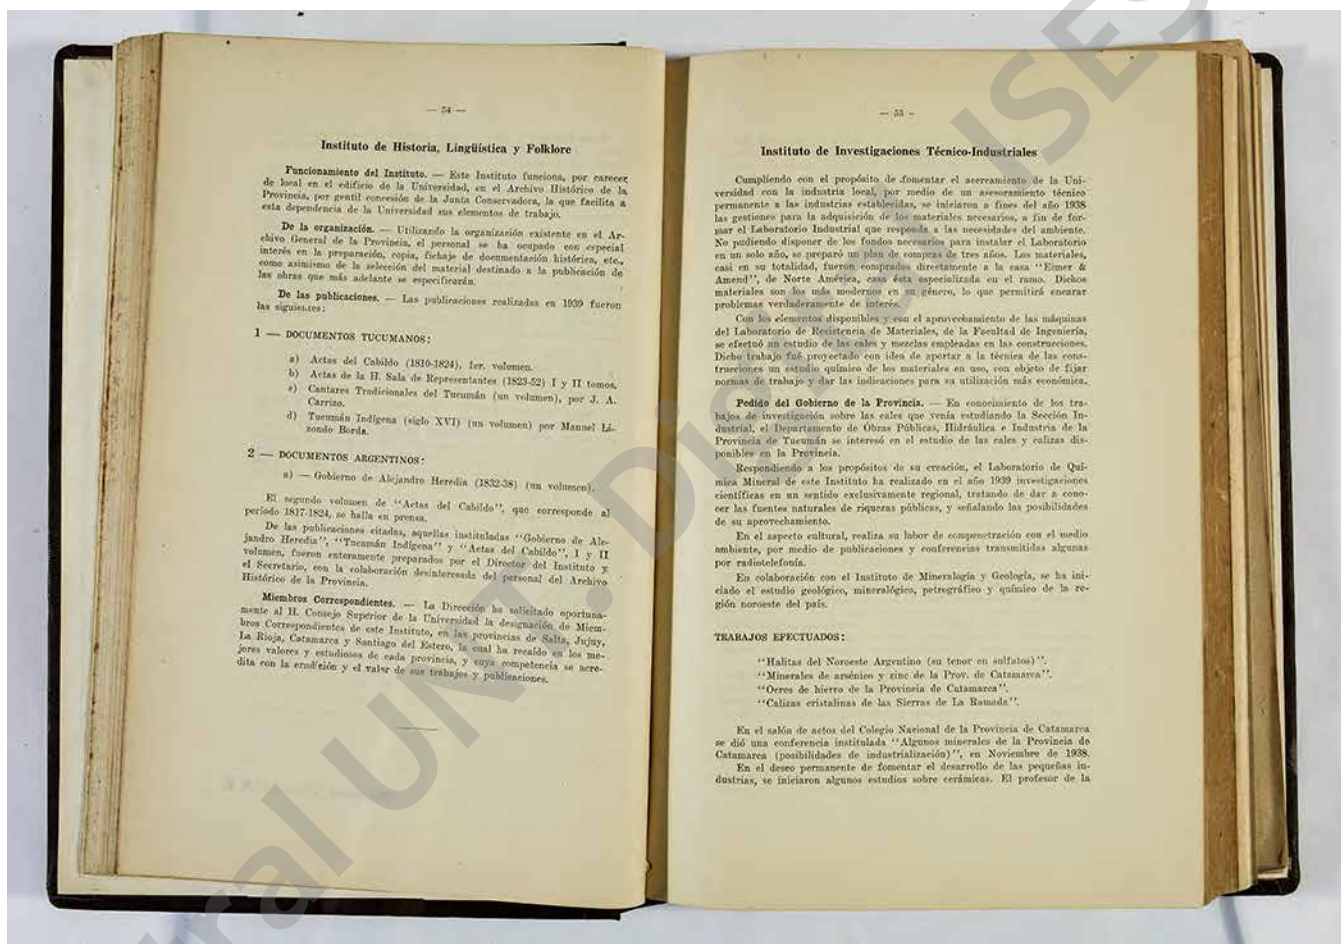 — 54 —
Instituto de Historia, Lingüística y Folklore
Funcionamiento del Instituto. — Este Instituto funciona, por carecer
de local en el edificio de la Universidad, en el Archivo Histórico de la
Provincia, por gentil concesión de la Junta Conservadora, la que facilita a
esta dependencia de la Universidad sus elementos de trabajo.
De la organización. — Utilizando la organización existente en el Ar-
chivo General de la Provincia, el personal se ha ocupado con especial
interés en la preparación, copia, fichaje de documentación histórica, etc.,
como asimismo de la selección del material destinado a la publicación de
las obras que más adelante se especificarán.
De las publicaciones. — Las publicaciones realizadas en 1939 fueron
las siguientes:
1 — DOCUMENTOS TUCUMANOS:
a) Actas del Cabildo (1810-1824), 1er. volumen.
b) Actas de la H. Sala de Representantes (1823-52) I y II tomos.
c) Cantares Tradicionales del Tucumán (un volumen), por J. A.
Carrizo.
d) Tucumán Indígena (siglo XVI) (un volumen) por Manuel Li-
zondo Borda.
2 — DOCUMENTOS ARGENTINOS:
a) — Gobierno de Alejandro Heredia (1832-38) (un volumen).
El segundo volumen de "Actas del Cabildo", que corresponde al
período 1817-1824, se halla en prensa.
De las publicaciones citadas, aquellas instituladas "Gobierno de Ale-
jandro Heredia", "Tucumán Indígena" y "Actas del Cabildo", I y II
volumen, fueron enteramente preparados por el Director del Instituto y
el Secretario, con la colaboración desinteresada del personal del Archivo
Histórico de la Provincia.
Miembros Correspondientes. — La Dirección ha solicitado oportuna-
mente al H. Consejo Superior de la Universidad la designación de Miem-
bros Correspondientes de este Instituto, en las provincias de Salta, Jujuy,
La Rioja, Catamarca y Santiago del Estero, la cual ha recaído en los me-
jores valores y estudiosos de cada provincia, y cuya competencia se acre-
dita con la erudición y el valor de sus trabajos y publicaciones.
— 55 —
Instituto de Investigaciones Técnico-Industriales
Cumpliendo con el propósito de fomentar el acercamiento de la Uni-
versidad con la industria local, por medio de un asesoramiento técnico
permanente a las industrias establecidas, se iniciaron a fines del año 1938
las gestiones para la adquisición de los materiales necesarios, a fin de for-
mar el Laboratorio Industrial que responda a las necesidades del ambiente.
No pudiendo disponer de los fondos necesarios para instalar el Laboratorio
en un solo año, se preparó un plan de compras de tres años. Los materiales,
casi en su totalidad, fueron comprados directamente a la casa "Eimer &
Amend", de Norte América, casa ésta especializada en el ramo. Dichos
materiales son los más modernos en su género, lo que permitirá encarar
problemas verdaderamente de interés.
Con los elementos disponibles y con el aprovechamiento de las máquinas
del Laboratorio de Resistencia de Materiales, de la Facultad de Ingeniería,
se efectuó un estudio de las cales y mezclas empleadas en las construcciones.
Dicho trabajo fué proyectado con idea de aportar a la técnica de las cons-
trucciones un estudio químico de los materiales en uso, con objeto de fijar
normas de trabajo y dar las indicaciones para su utilización más económica.
Pedido del Gobierno de la Provincia. — En conocimiento de los tra-
bajos de investigación sobre las cales que venía estudiando la Sección In-
dustrial, el Departamento de Obras Públicas, Hidráulica e Industria de la
Provincia de Tucumán se interesó en el estudio de las cales y calizas dis-
ponibles en la Provincia.
Respondiendo a los propósitos de su creación, el Laboratorio de Quí-
mica Mineral de este Instituto ha realizado en el año 1939 investigaciones
científicas en un sentido exclusivamente regional, tratando de dar a cono-
cer las fuentes naturales de riquezas públicas, y señalando las posibilidades
de su aprovechamiento.
En el aspecto cultural, realiza su labor de compenetración con el medio
ambiente, por medio de publicaciones y conferencias transmitidas algunas
por radiotelefonía.
En colaboración con el Instituto de Mineralogía y Geología, se ha ini-
ciado el estudio geológico, mineralógico, petrográfico y químico de la re-
gión noroeste del país.
TRABAJOS EFECTUADOS:
"Halitas del Noroeste Argentino (su tenor en sulfatos)".
"Minerales de arsénico y zinc de la Prov. de Catamarca".
"Ocres de hierro de la Provincia de Catamarca".
"Calizas cristalinas de las Sierras de La Ramada".
En el salón de actos del Colegio Nacional de la Provincia de Catamarca
se dió una conferencia institulada "Algunos minerales de la Provincia de
Catamarca (posibilidades de industrialización)", en Noviembre de 1938.
En el deseo permanente de fomentar el desarrollo de las pequeñas in-
dustrias, se iniciaron algunos estudios sobre cerámicas. El profesor de la